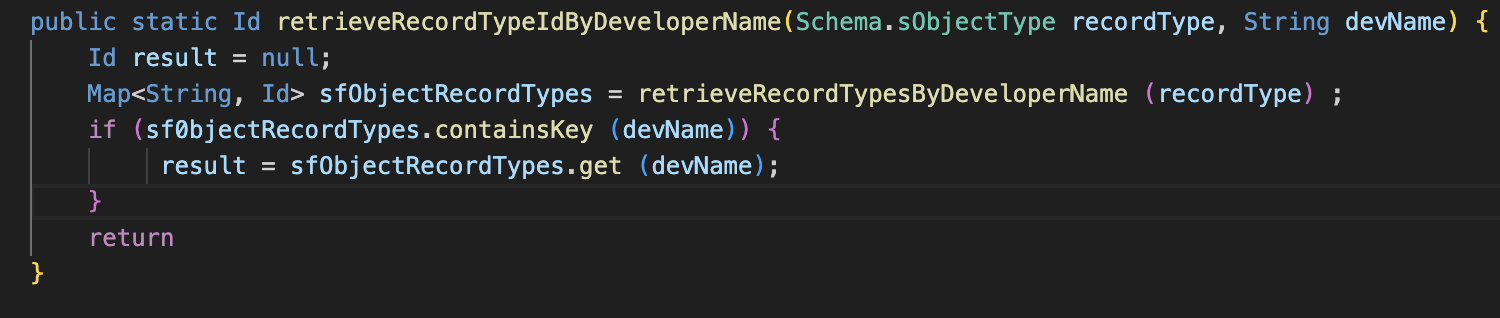 public static Id retrieveRecordTypeIdByDeveloperName(Schema.sObjectType recordType, String devName) {
Id result = null;
Map<String, Id> sfObjectRecordTypes = retrieveRecordTypesByDeveloperName (recordType) ;
if (sf0bjectRecordTypes.containsKey (devName)) {
result = sfObjectRecordTypes.get (devName);
}
return
}